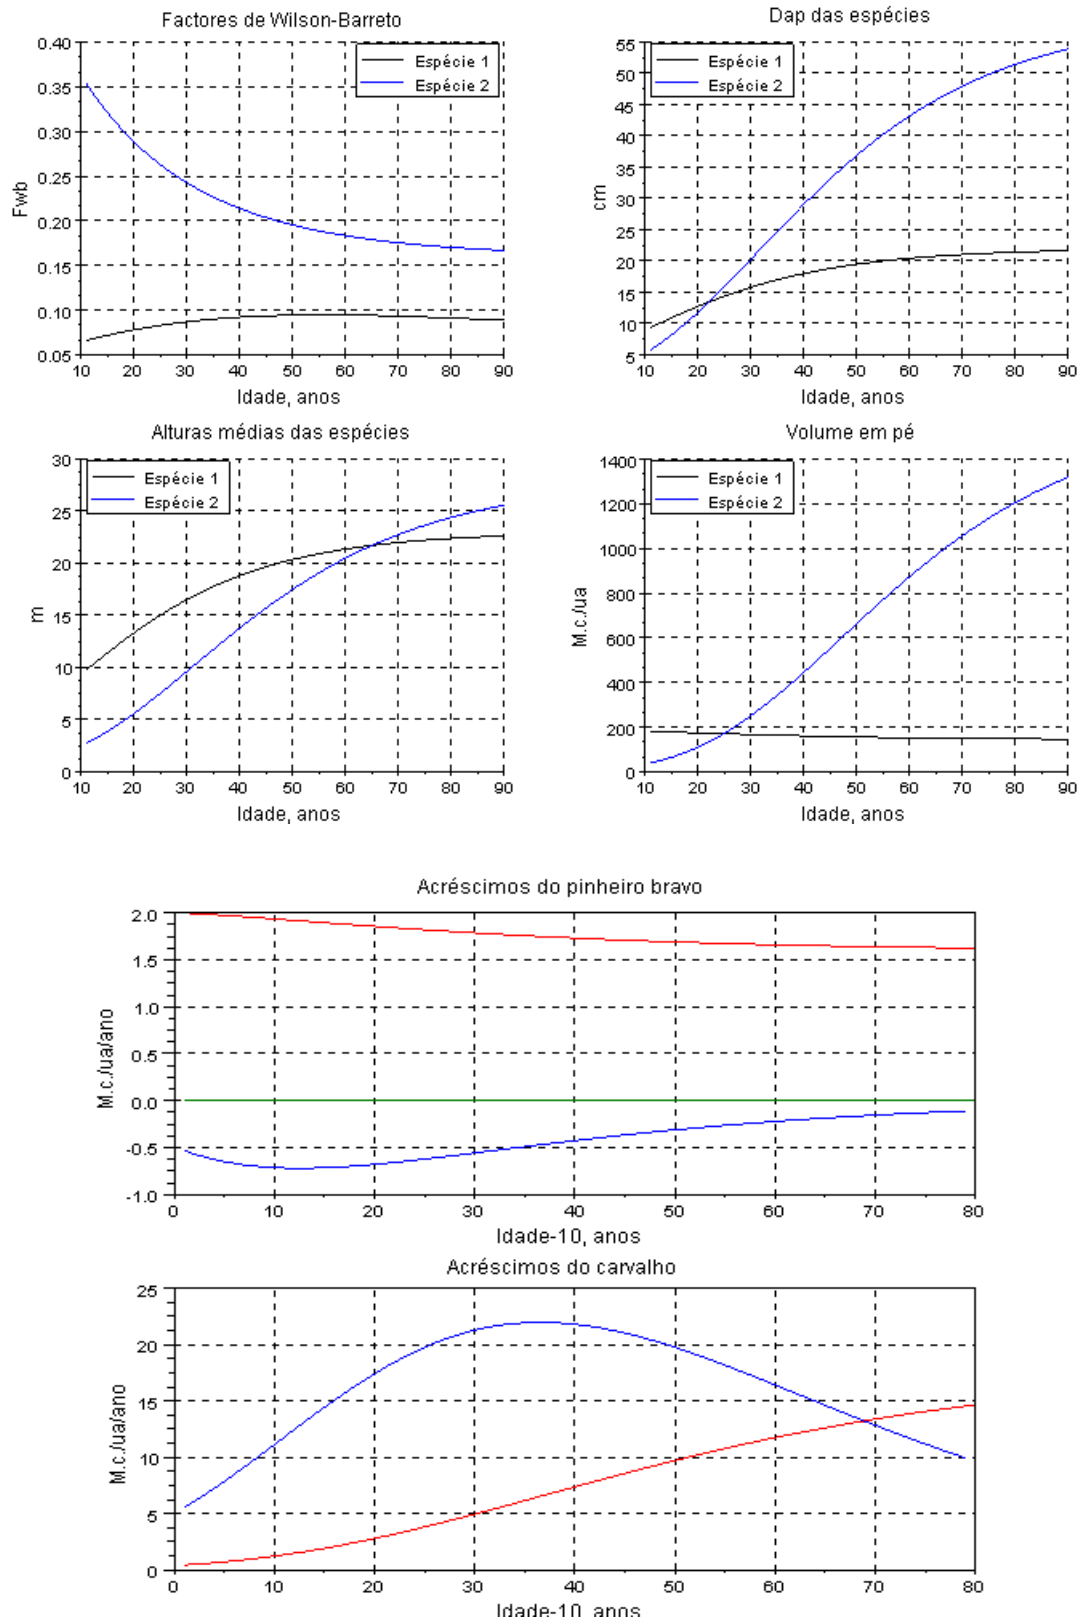 Factores de Wilson-Barreto
0.40
0.35
0.30
0.25
0.20
0.15
0.10
0.05
Fwb
Espécie 1
Espécie 2
10 20 30 40 50 60 70 80 90
Idade, anos
Dap das espécies
55
50
45
40
35
30
25
20
15
10
5
cm
Espécie 1
Espécie 2
10 20 30 40 50 60 70 80 90
Idade, anos
Alturas médias das espécies
30
25
20
15
10
5
0
m
Espécie 1
Espécie 2
10 20 30 40 50 60 70 80 90
Idade, anos
Volume em pé
1400
1200
1000
800
600
400
200
0
M.c./ua
Espécie 1
Espécie 2
10 20 30 40 50 60 70 80 90
Idade, anos
Acréscimos do pinheiro bravo
2.0
1.5
1.0
0.5
0.0
-0.5
-1.0
M.c./ua/ano
0 10 20 30 40 50 60 70 80
Idade-10, anos
Acréscimos do carvalho
25
20
15
10
5
0
M.c./ua/ano
0 10 20 30 40 50 60 70 80
Idade-10, anos